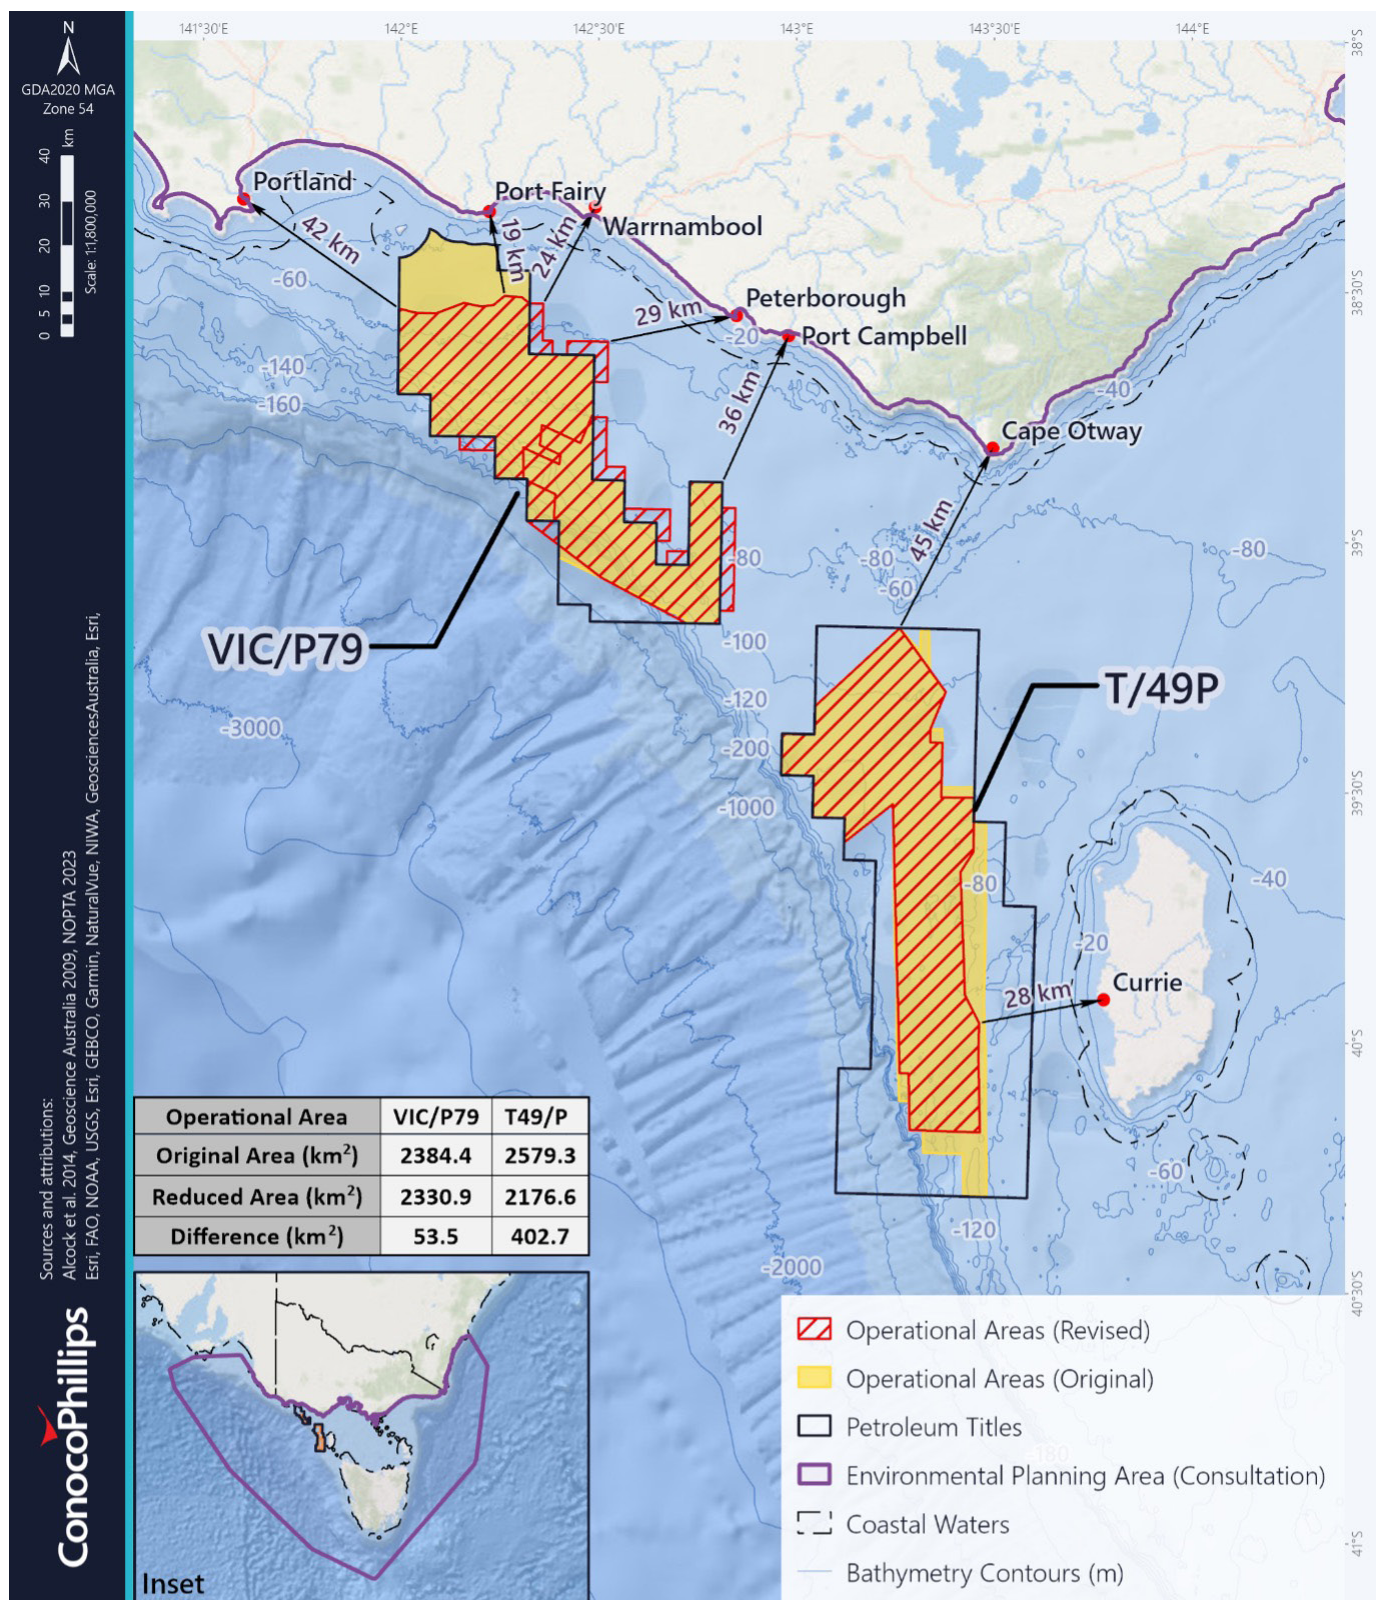 141°30'E
142°E
142°30'E
143°E
143°30'E
144°E
38°S
38°30'S
39°S
39°30'S
40°S
40°30'S
41°S
N
GDA2020 MGA
Zone 54
0 5 10 20 30 40 km
Scale: 1:1,800,000
Sources and attributions:
Alcock et al. 2014, Geoscience Australia 2009, NOPTA 2023
Esri, FAO, NOAA, USGS, Esri, GEBCO, Garmin, NaturalVue, NIWA, GeosciencesAustralia, Esri,
ConocoPhillips
Portland
Port Fairy
Warrnambool
42 km
19 km
24 km
-60
Peterborough
29 km
-20
Port Campbell
-140
-160
36 km
-40
Cape Otway
45 km
-80
-80
-80
-60
VIC/P79
-100
-120
T/49P
-3000
-200
-1000
-80
-40
-20
Currie
28 km
-60
-120
-2000
-180
Operational Area VIC/P79 T49/P
Original Area (km²) 2384.4 2579.3
Reduced Area (km²) 2330.9 2176.6
Difference (km²) 53.5 402.7
Inset
Operational Areas (Revised)
Operational Areas (Original)
Petroleum Titles
Environmental Planning Area (Consultation)
Coastal Waters
Bathymetry Contours (m)